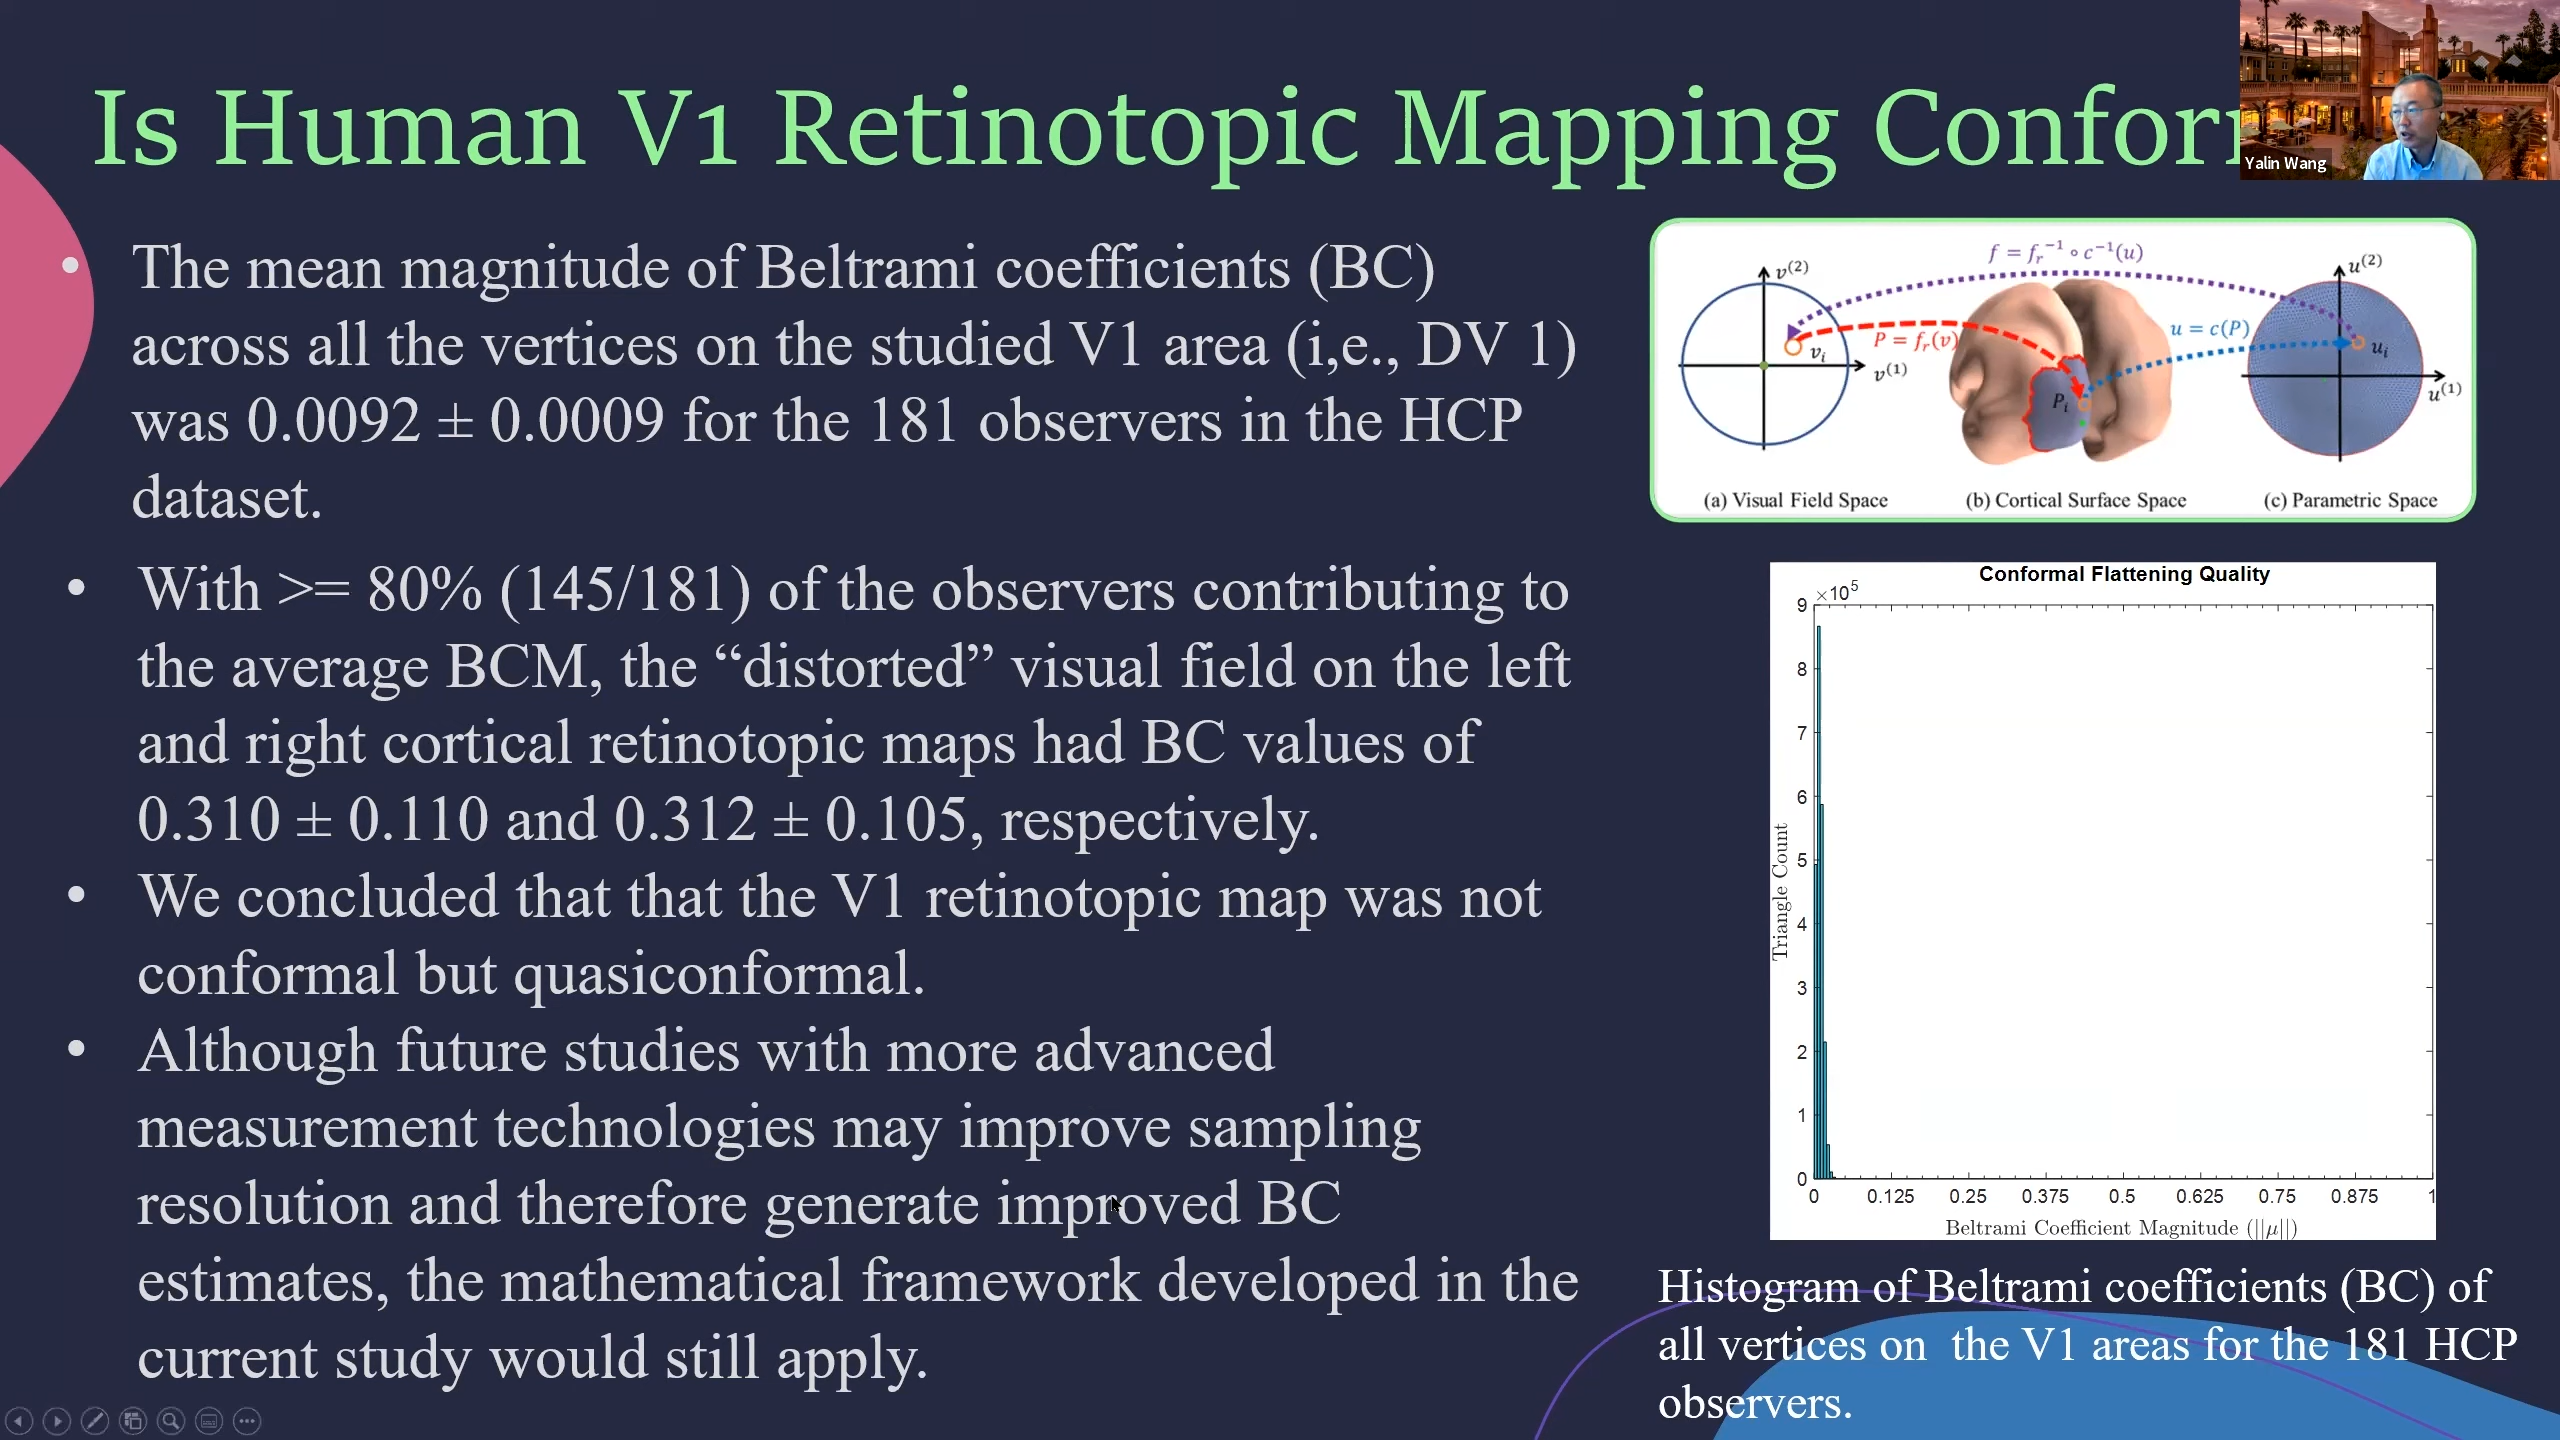 Is Human V1 Retinotopic Mapping Confor
Yalin Wang
• The mean magnitude of Beltrami coefficients (BC)
across all the vertices on the studied V1 area (i,e., DV 1)
was 0.0092 ± 0.0009 for the 181 observers in the HCP
dataset.
• With >= 80% (145/181) of the observers contributing to
the average BCM, the “distorted” visual field on the left
and right cortical retinotopic maps had BC values of
0.310 ± 0.110 and 0.312 ± 0.105, respectively.
• We concluded that that the V1 retinotopic map was not
conformal but quasiconformal.
• Although future studies with more advanced
measurement technologies may improve sampling
resolution and therefore generate improved BC
estimates, the mathematical framework developed in the
current study would still apply.
f = f_r⁻¹ ∘ c⁻¹(u)
v⁽²⁾
u⁽²⁾
P = f_r(v)
u = c(P)
v_i
v⁽¹⁾
P_i
u_i
u⁽¹⁾
(a) Visual Field Space
(b) Cortical Surface Space
(c) Parametric Space
Conformal Flattening Quality
×10⁵
9
8
7
6
5
4
3
2
1
0
Triangle Count
0 0.125 0.25 0.375 0.5 0.625 0.75 0.875 1
Beltrami Coefficient Magnitude (||μ||)
Histogram of Beltrami coefficients (BC) of
all vertices on the V1 areas for the 181 HCP
observers.